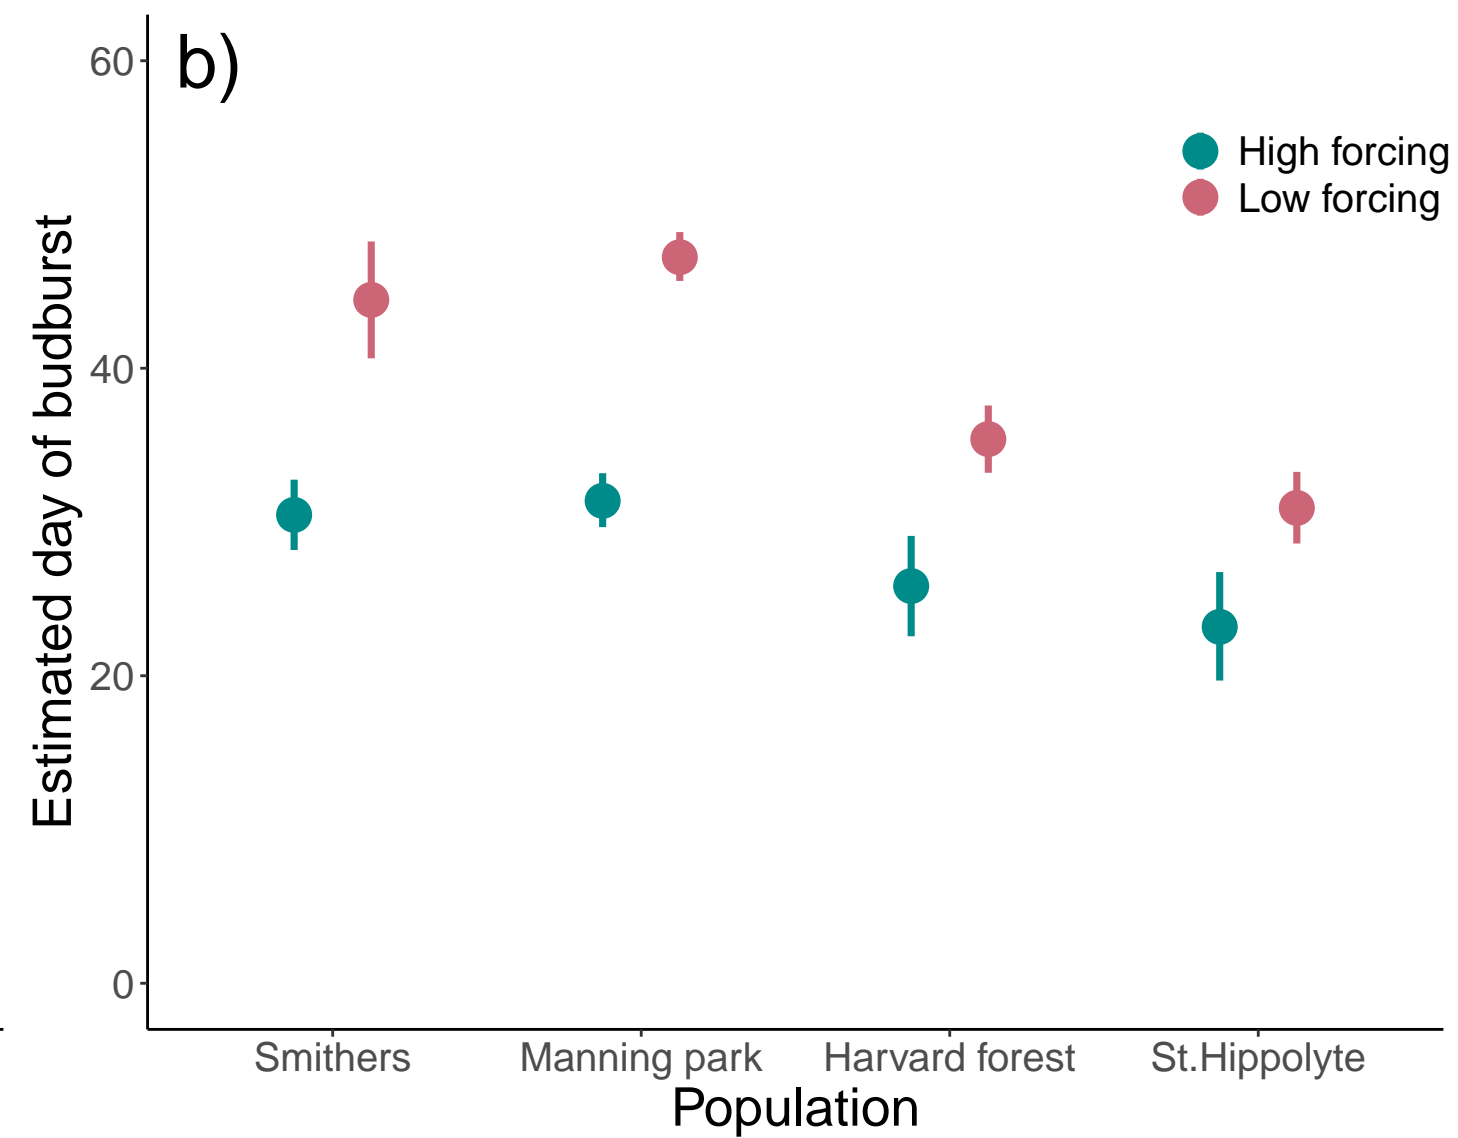 b)
High forcing
Low forcing
Estimated day of budburst
60
40
20
0
Smithers
Manning park
Harvard forest
St.Hippolyte
Population